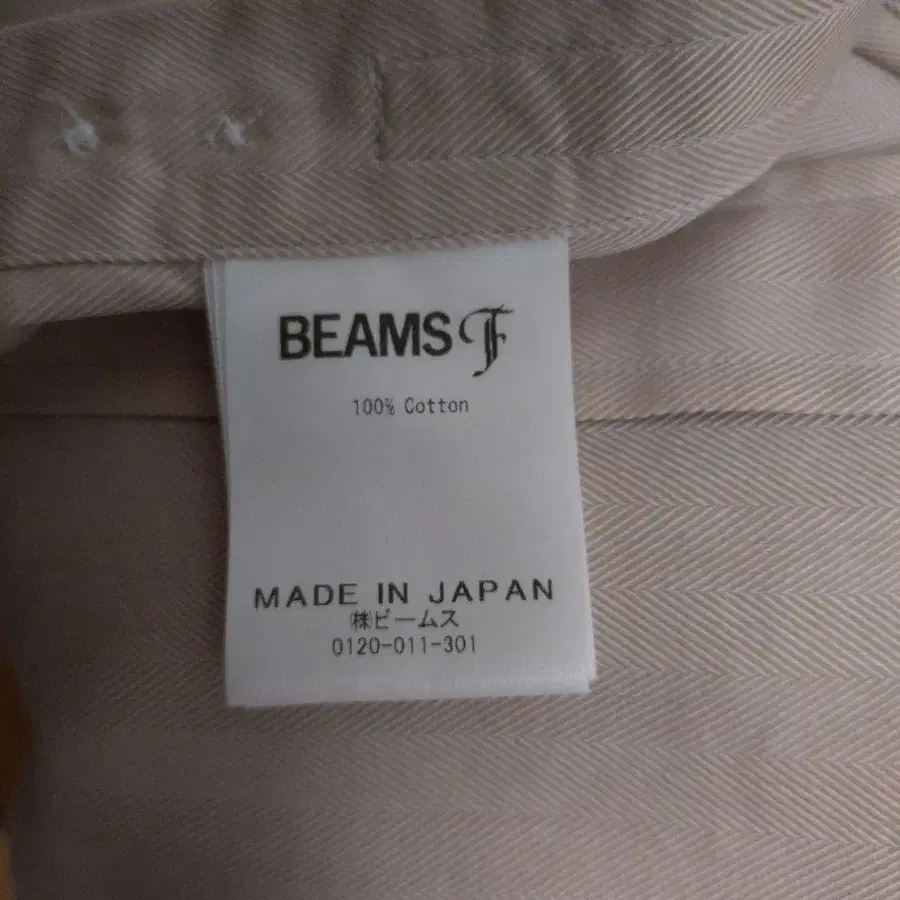 BEAMS F
100% Cotton
MADE IN JAPAN
㈱ビームス
0120-011-301